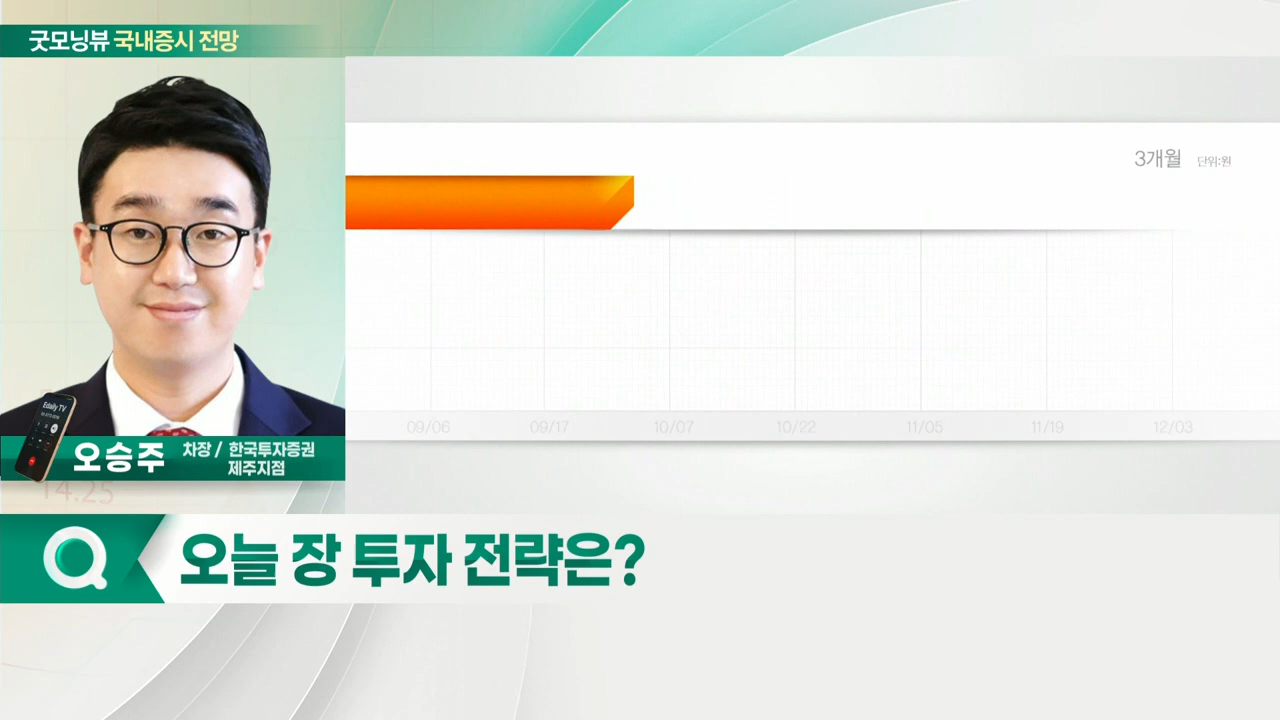 굿모닝뷰 국내증시 전망
3개월 단위:원
09/06 09/17 10/07 10/22 11/05 11/19 12/03
Edaily TV
오승주 차장 / 한국투자증권
제주지점
14.25
Q 오늘 장 투자 전략은?